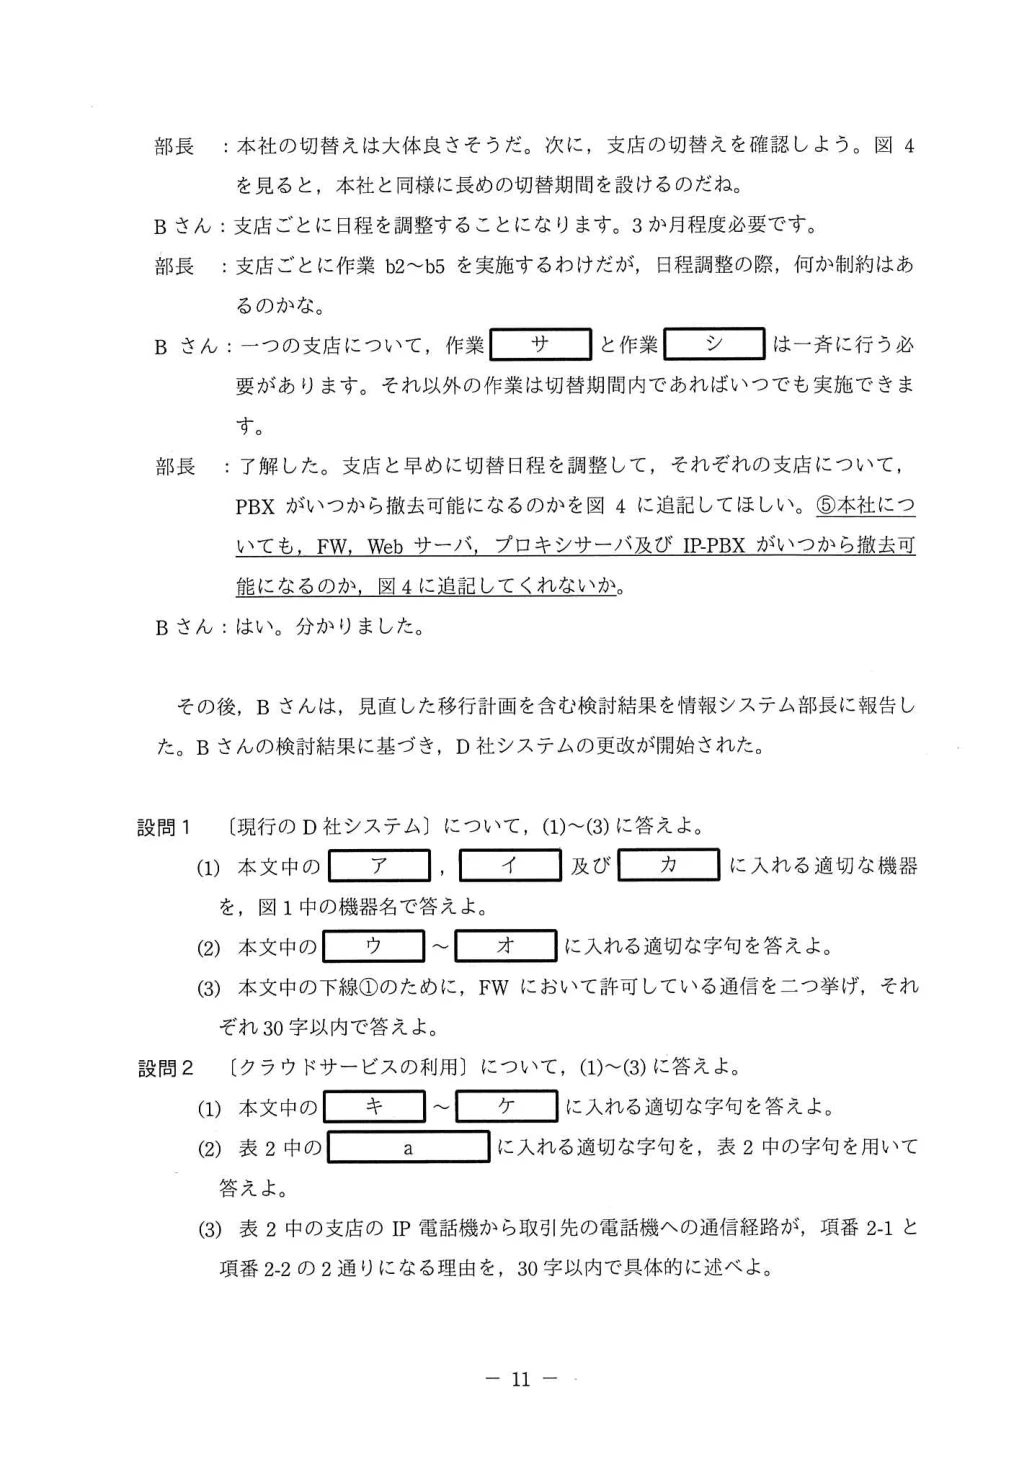 部長　：本社の切替えは大体良さそうだ。次に，支店の切替えを確認しよう。図 4
を見ると，本社と同様に長めの切替期間を設けるのだね。
B さん：支店ごとに日程を調整することになります。3 か月程度必要です。
部長　：支店ごとに作業 b2～b5 を実施するわけだが，日程調整の際，何か制約はあ
るのかな。
B さん：一つの支店について，作業 サ と作業 シ は一斉に行う必
要があります。それ以外の作業は切替期間内であればいつでも実施できま
す。
部長　：了解した。支店と早めに切替日程を調整して，それぞれの支店について，
PBX がいつから撤去可能になるのかを図 4 に追記してほしい。⑤本社につ
いても，FW，Web サーバ，プロキシサーバ及び IP-PBX がいつから撤去可
能になるのか，図 4 に追記してくれないか。
B さん：はい。分かりました。
その後，B さんは，見直した移行計画を含む検討結果を情報システム部長に報告し
た。B さんの検討結果に基づき，D 社システムの更改が開始された。
設問 1　〔現行の D 社システム〕について，(1)～(3) に答えよ。
(1) 本文中の ア ， イ 及び カ に入れる適切な機器
を，図 1 中の機器名で答えよ。
(2) 本文中の ウ ～ オ に入れる適切な字句を答えよ。
(3) 本文中の下線①のために，FW において許可している通信を二つ挙げ，それ
ぞれ 30 字以内で答えよ。
設問 2　〔クラウドサービスの利用〕について，(1)～(3) に答えよ。
(1) 本文中の キ ～ ケ に入れる適切な字句を答えよ。
(2) 表 2 中の a に入れる適切な字句を，表 2 中の字句を用いて
答えよ。
(3) 表 2 中の支店の IP 電話機から取引先の電話機への通信経路が，項番 2-1 と
項番 2-2 の 2 通りになる理由を，30 字以内で具体的に述べよ。
－ 11 －